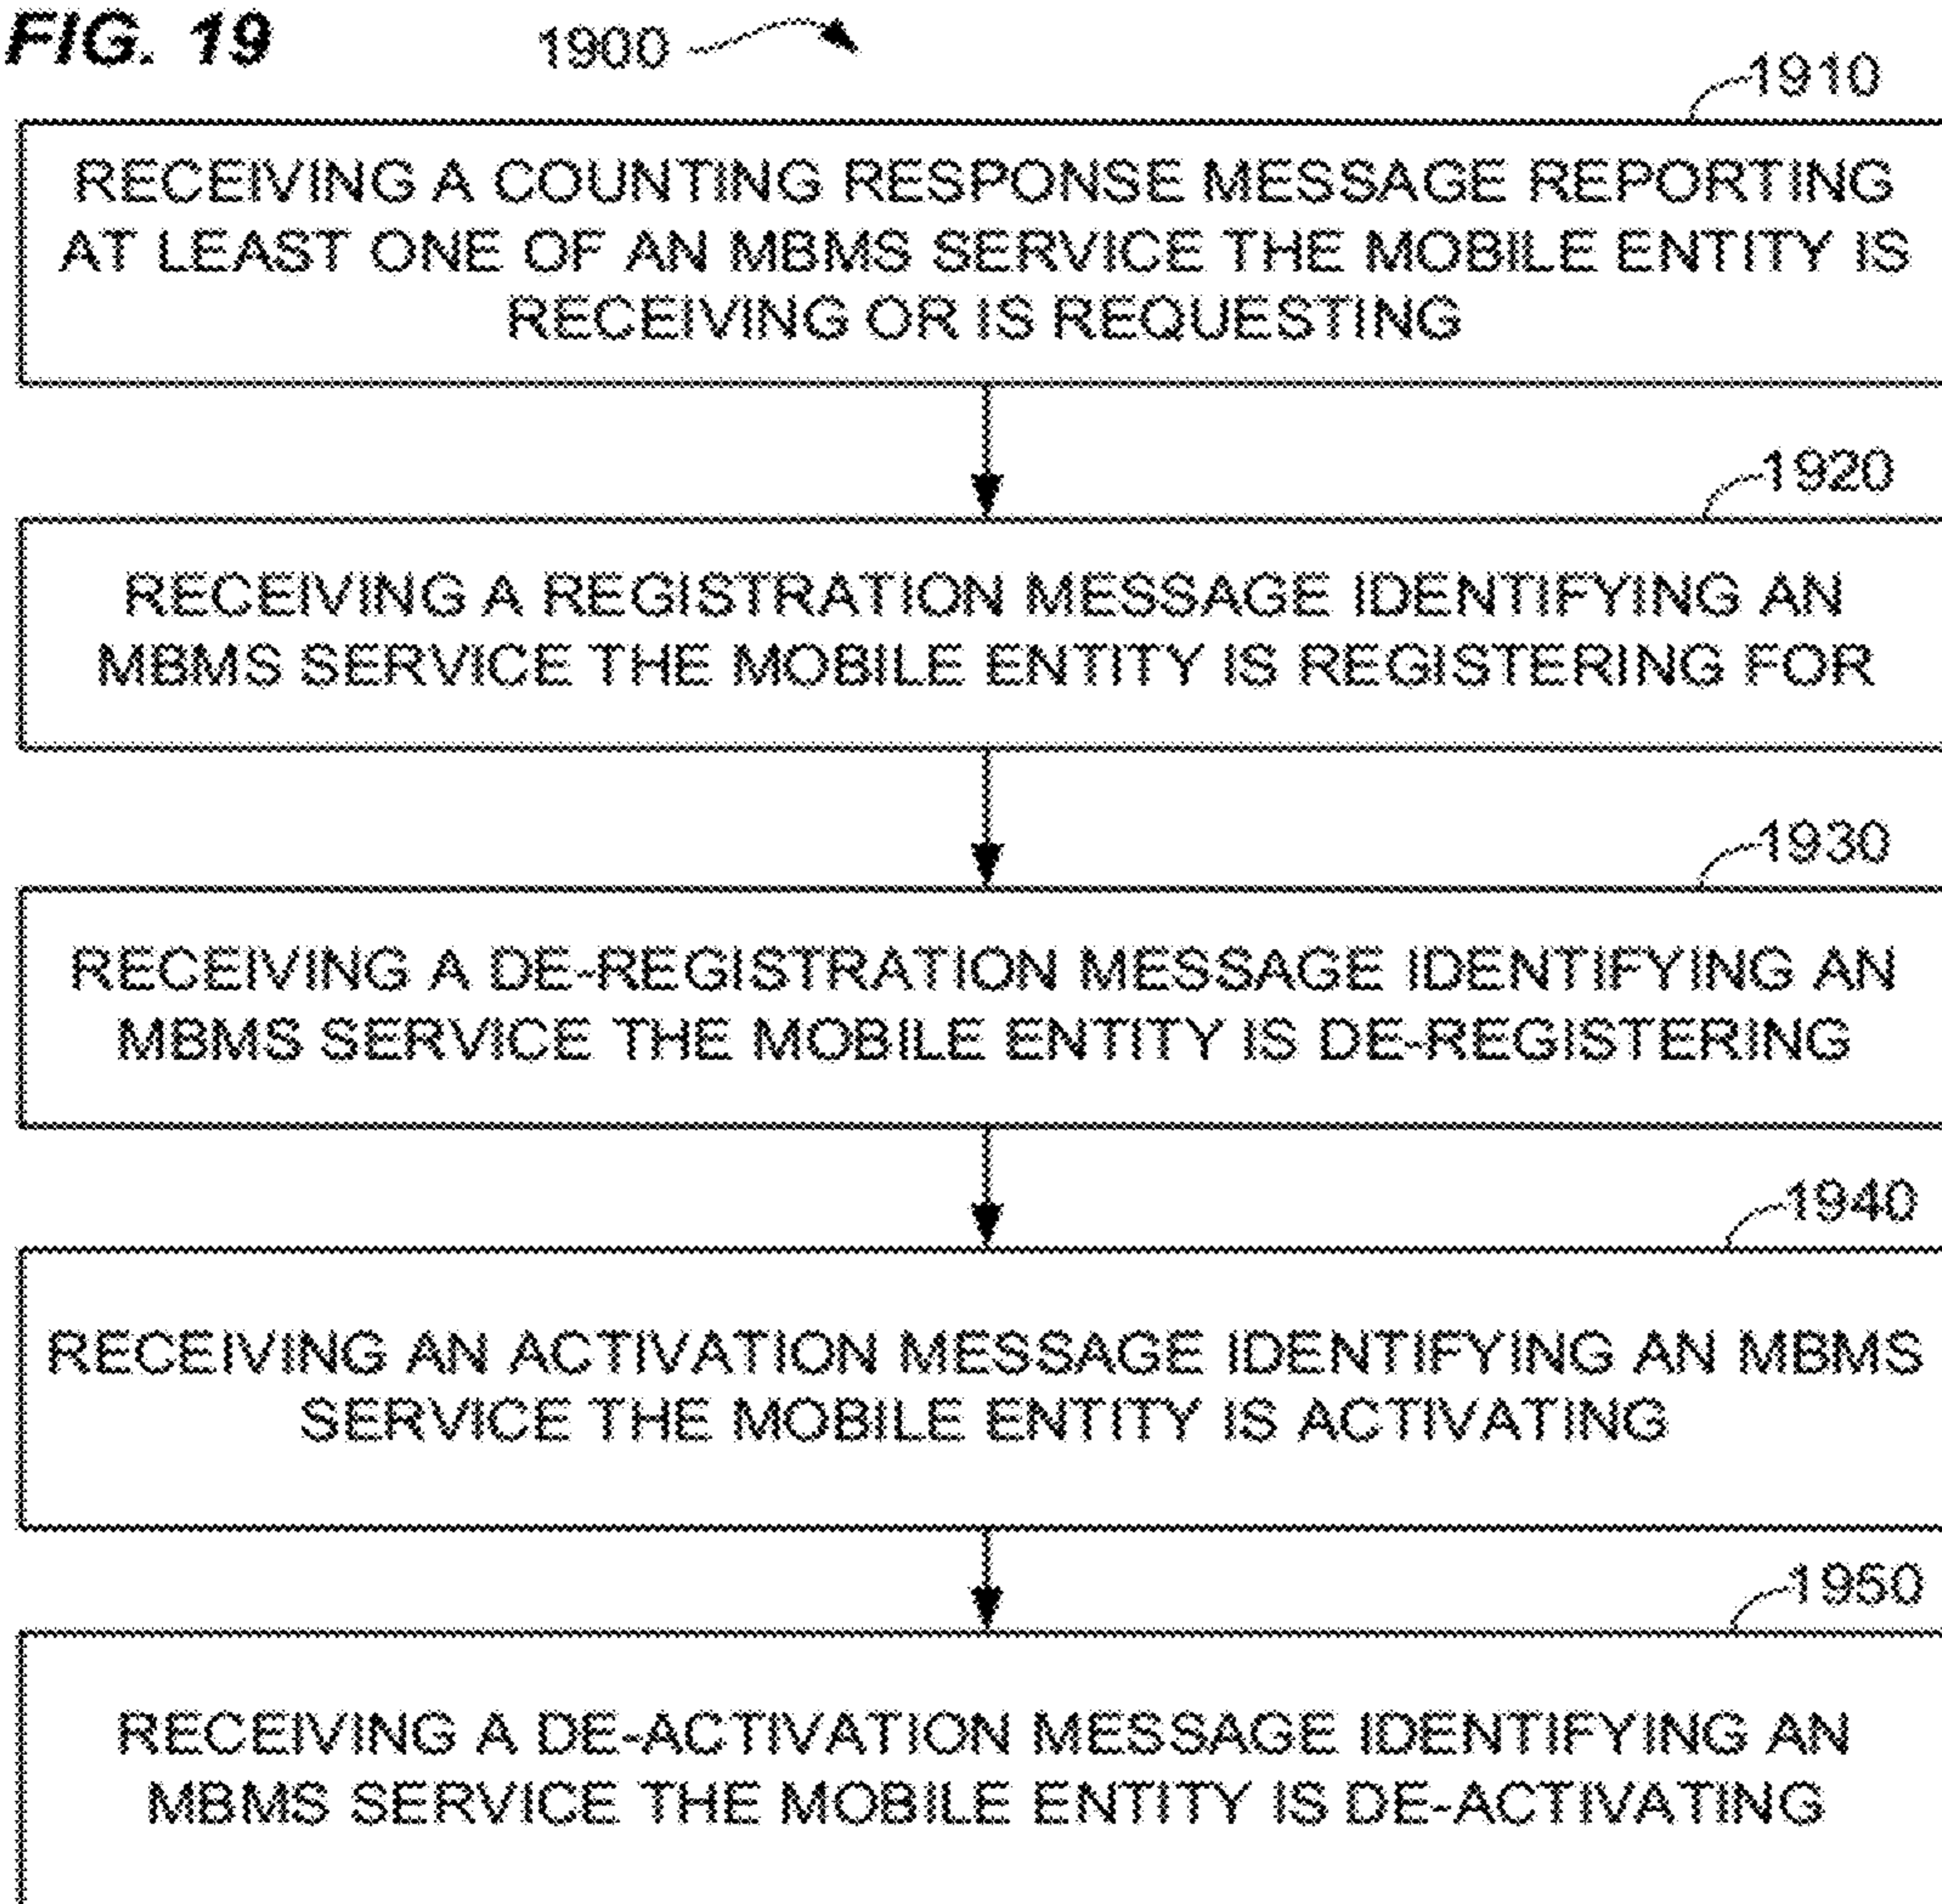 FIG. 19
1900
1910
RECEIVING A COUNTING RESPONSE MESSAGE REPORTING
AT LEAST ONE OF AN MBMS SERVICE THE MOBILE ENTITY IS
RECEIVING OR IS REQUESTING
1920
RECEIVING A REGISTRATION MESSAGE IDENTIFYING AN
MBMS SERVICE THE MOBILE ENTITY IS REGISTERING FOR
1930
RECEIVING A DE-REGISTRATION MESSAGE IDENTIFYING AN
MBMS SERVICE THE MOBILE ENTITY IS DE-REGISTERING
1940
RECEIVING AN ACTIVATION MESSAGE IDENTIFYING AN MBMS
SERVICE THE MOBILE ENTITY IS ACTIVATING
1950
RECEIVING A DE-ACTIVATION MESSAGE IDENTIFYING AN
MBMS SERVICE THE MOBILE ENTITY IS DE-ACTIVATING